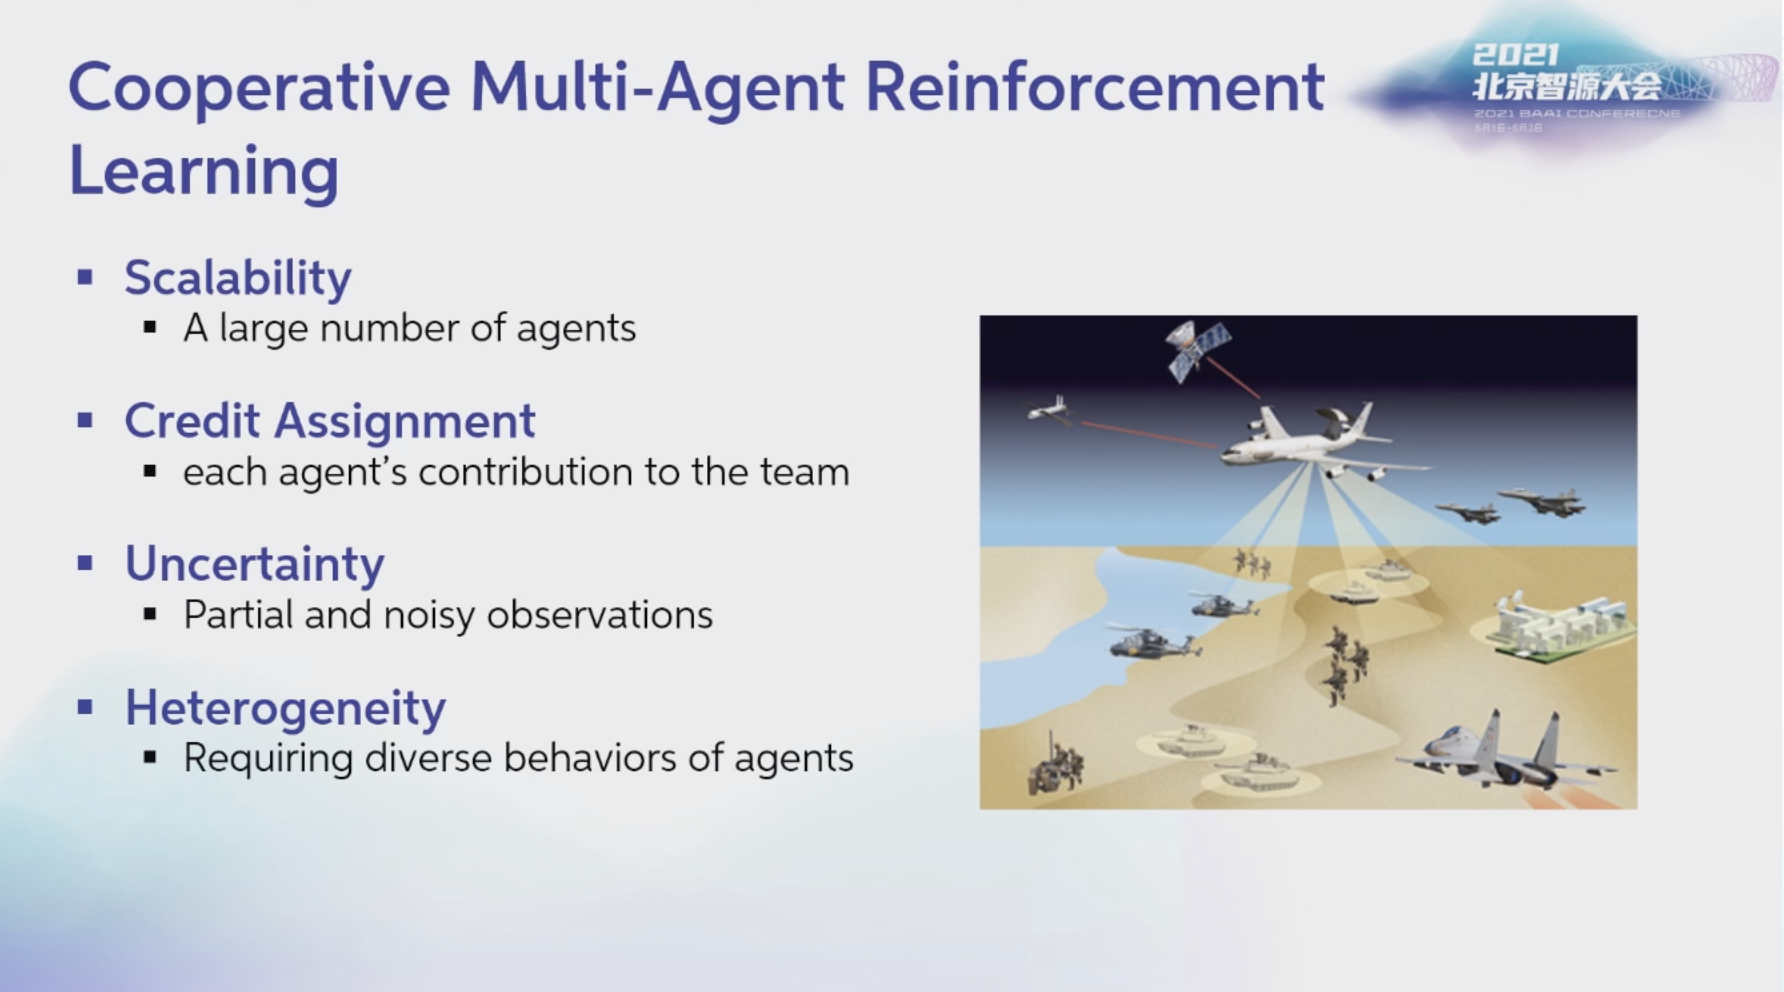 Cooperative Multi-Agent Reinforcement
Learning
2021
北京智源大会
2021 BAAI CONFERECNE
6月1日-6月3日
Scalability
A large number of agents
Credit Assignment
each agent’s contribution to the team
Uncertainty
Partial and noisy observations
Heterogeneity
Requiring diverse behaviors of agents